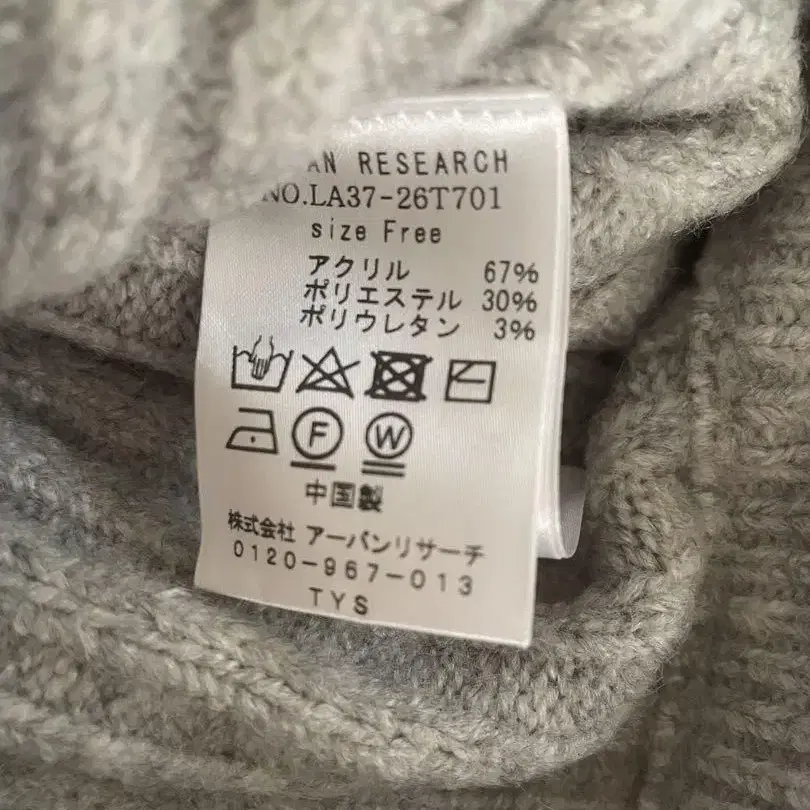 AN RESEARCH
NO.LA37-26T701
size Free
アクリル 67%
ポリエステル 30%
ポリウレタン 3%
F W
中国製
株式会社 アーバンリサーチ
0120-967-013
TYS